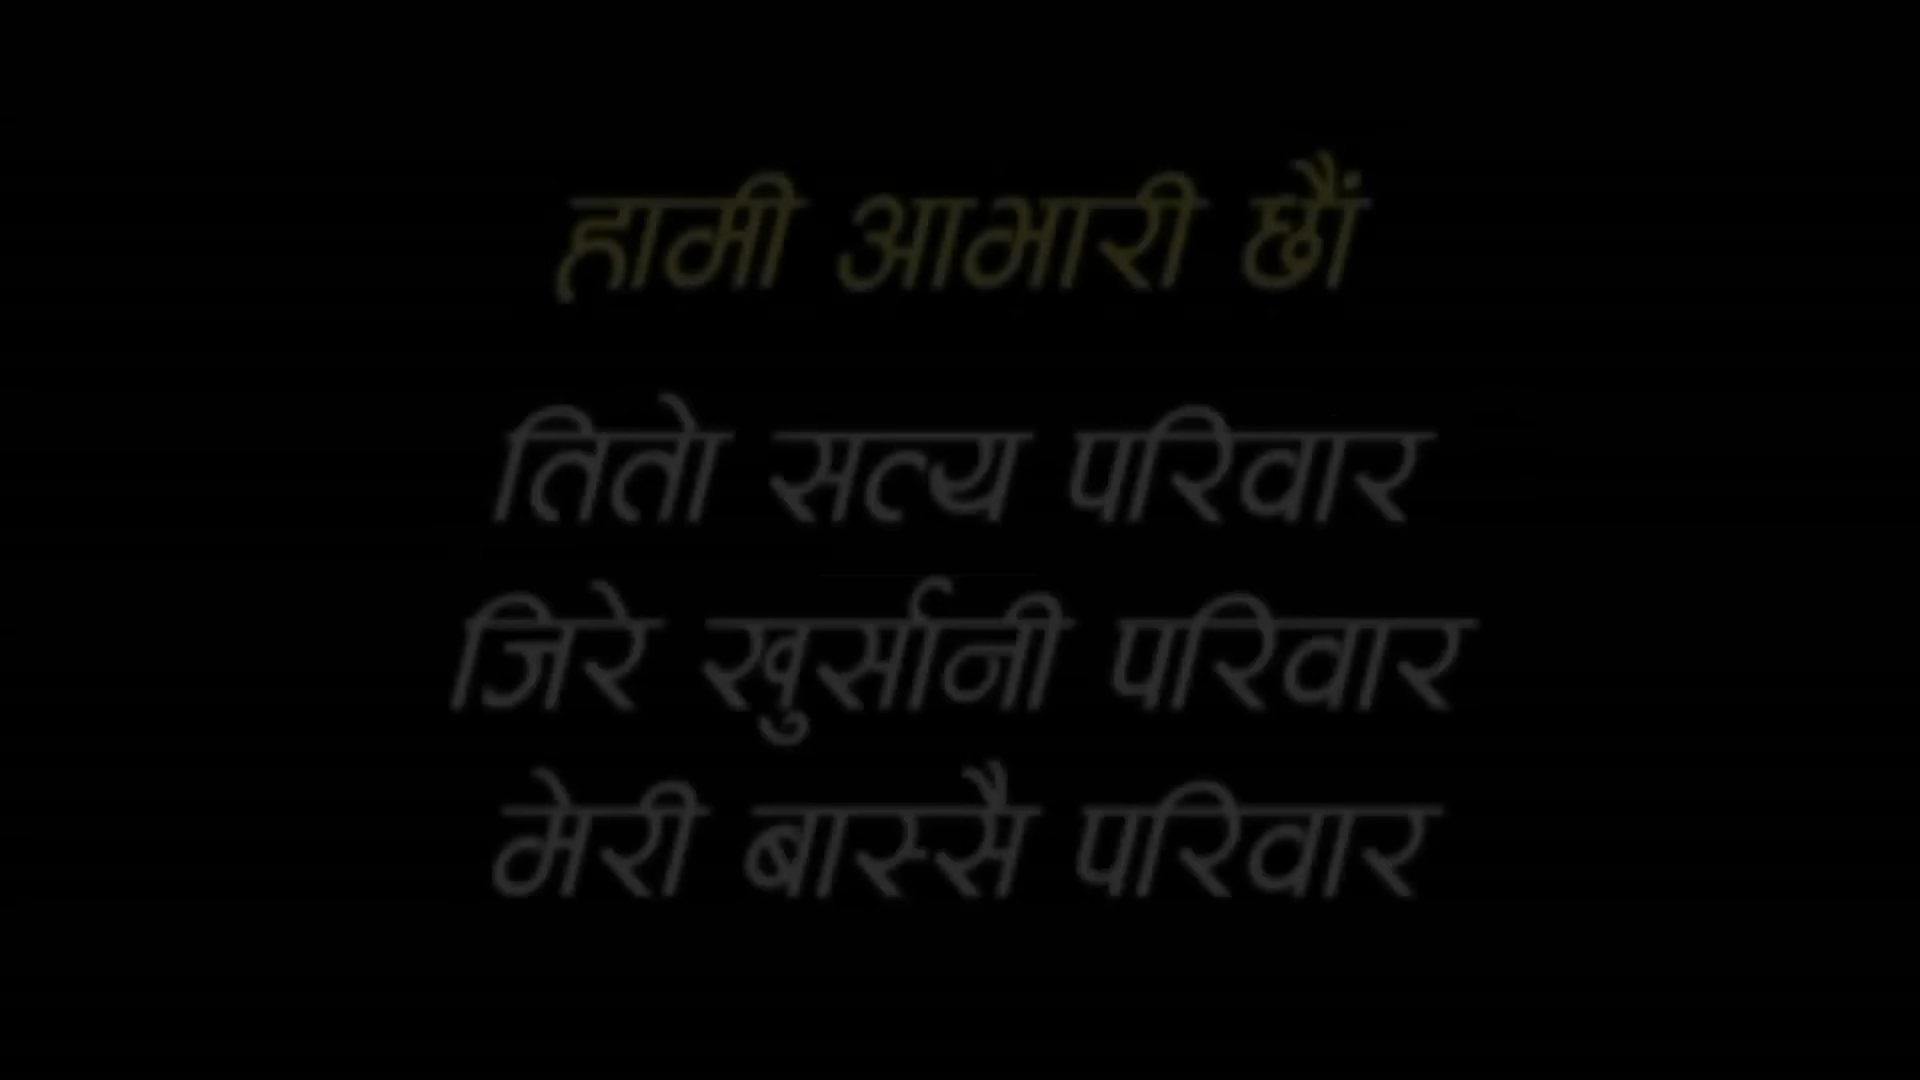 हामी आभारी छौं
तितो सत्य परिवार
जिरे खुर्सानी परिवार
मेरी बास्सै परिवार